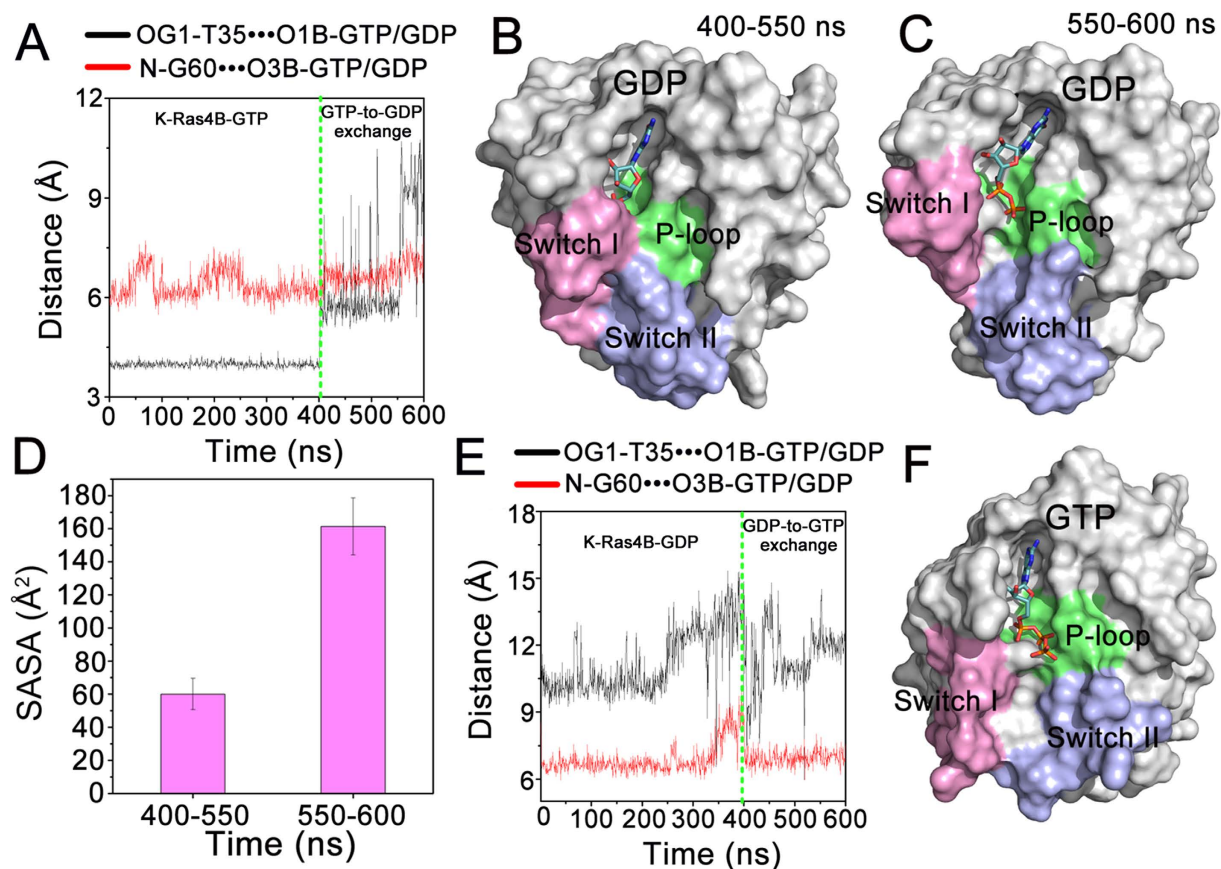 A
OG1-T35•••O1B-GTP/GDP
N-G60•••O3B-GTP/GDP
12
9
6
3
Distance (Å)
K-Ras4B-GTP
GTP-to-GDP
exchange
0 100 200 300 400 500 600
Time (ns)
B
400-550 ns
GDP
Switch I
P-loop
Switch II
C
550-600 ns
GDP
Switch I
P-loop
Switch II
D
180
160
140
120
100
80
60
40
20
0
SASA (Å²)
400-550 550-600
Time (ns)
E
OG1-T35•••O1B-GTP/GDP
N-G60•••O3B-GTP/GDP
18
15
12
9
6
Distance (Å)
K-Ras4B-GDP
GDP-to-GTP
exchange
0 100 200 300 400 500 600
Time (ns)
F
GTP
P-loop
Switch I
Switch II